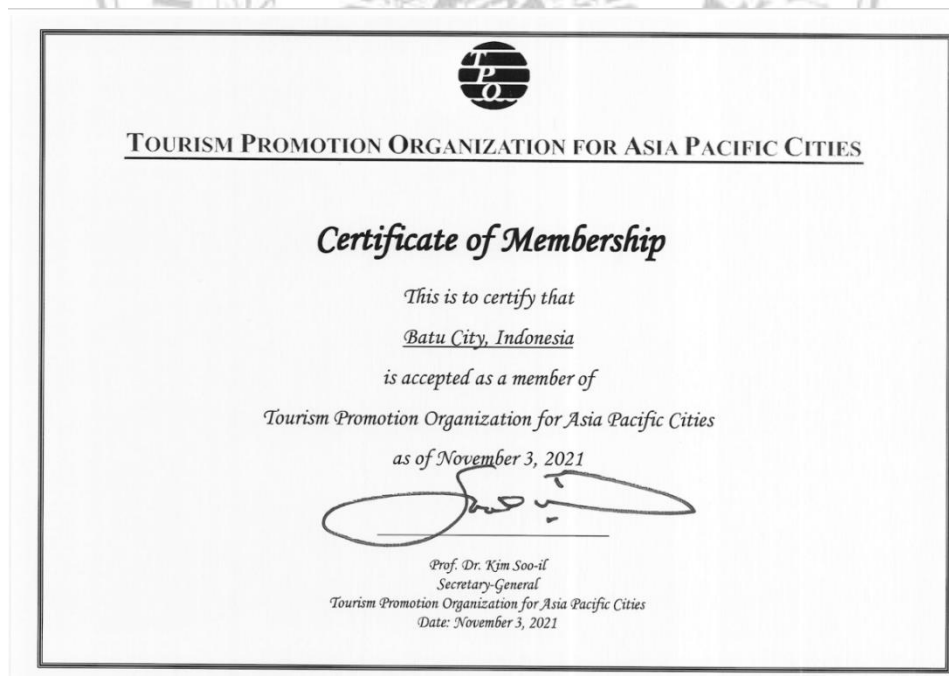 TPO
TOURISM PROMOTION ORGANIZATION FOR ASIA PACIFIC CITIES
Certificate of Membership
This is to certify that
Batu City, Indonesia
is accepted as a member of
Tourism Promotion Organization for Asia Pacific Cities
as of November 3, 2021
Prof. Dr. Kim Soo-il
Secretary-General
Tourism Promotion Organization for Asia Pacific Cities
Date: November 3, 2021